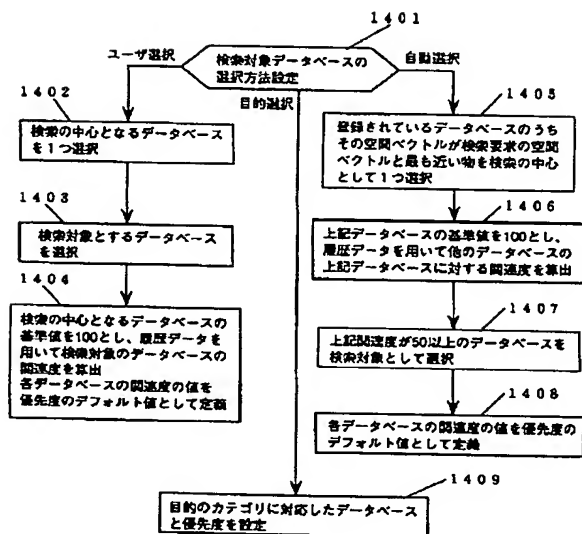 1401
検索対象データベースの
選択方法設定
ユーザ選択
目的選択
自動選択
1402
検索の中心となるデータベース
を1つ選択
1403
検索対象とするデータベース
を選択
1404
検索の中心となるデータベースの
基準値を100とし、履歴データを
用いて検索対象のデータベースの
関連度を算出
各データベースの関連度の値を
優先度のデフォルト値として定義
1405
登録されているデータベースのうち
その空間ベクトルが検索要求の空間
ベクトルと最も近い物を検索の中心
として1つ選択
1406
上記データベースの基準値を100とし、
履歴データを用いて他のデータベースの
上記データベースに対する関連度を算出
1407
上記関連度が50以上のデータベースを
検索対象として選択
1408
各データベースの関連度の値を優先度の
デフォルト値として定義
1409
目的のカテゴリに対応したデータベース
と優先度を設定